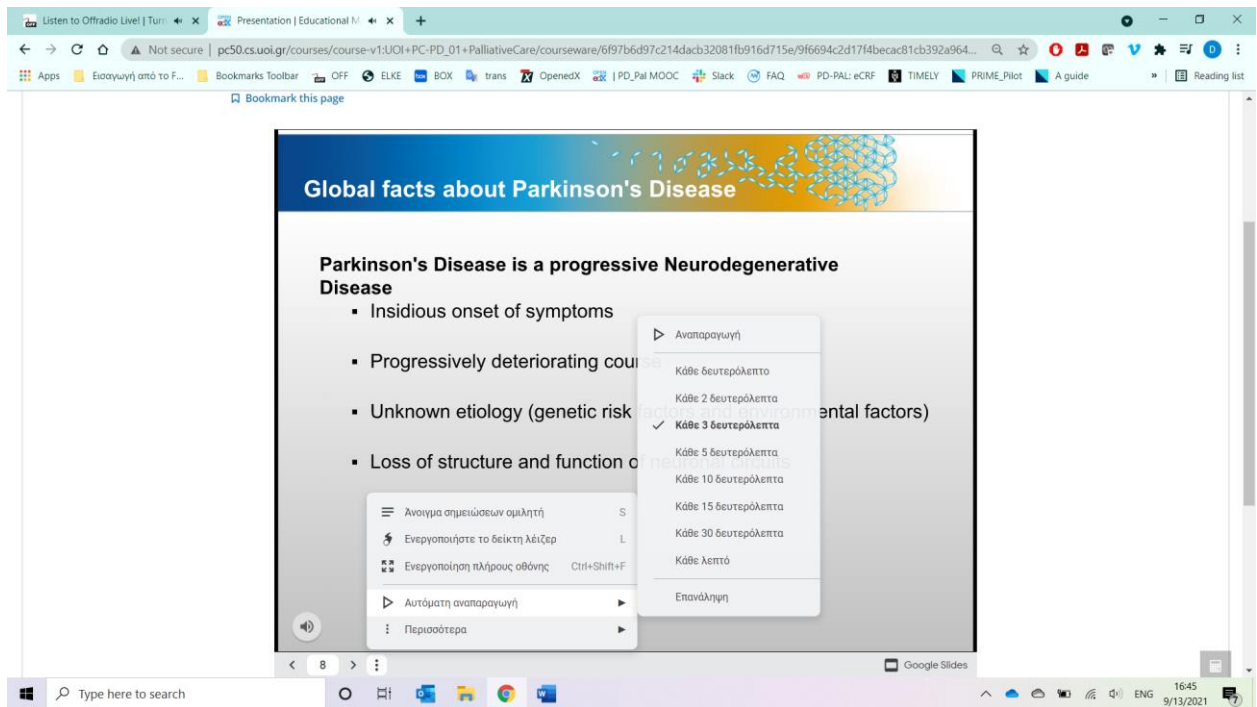 Listen to Offradio Live! | Turn
Presentation | Educational M
Not secure | pc50.cs.uoi.gr/courses/course-v1:UOI+PC-PD_01+PalliativeCare/courseware/6f97b6d97c214dacb32081fb916d715e/9f6694c2d17f4becac81cb392a964...
Apps Εισαγωγή από το F... Bookmarks Toolbar OFF ELKE BOX trans OpenedX | PD_Pal MOOC Slack FAQ PD-PAL: eCRF TIMELY PRIME_Pilot A guide » Reading list
Bookmark this page
Global facts about Parkinson's Disease
Parkinson's Disease is a progressive Neurodegenerative
Disease
▪ Insidious onset of symptoms
▪ Progressively deteriorating course
▪ Unknown etiology (genetic risk factors and environmental factors)
▪ Loss of structure and function of neuronal circuits
Αναπαραγωγή
Κάθε δευτερόλεπτο
Κάθε 2 δευτερόλεπτα
Κάθε 3 δευτερόλεπτα
Κάθε 5 δευτερόλεπτα
Κάθε 10 δευτερόλεπτα
Κάθε 15 δευτερόλεπτα
Κάθε 30 δευτερόλεπτα
Κάθε λεπτό
Επανάληψη
Άνοιγμα σημειώσεων ομιλητή S
Ενεργοποιήστε το δείκτη λέιζερ L
Ενεργοποίηση πλήρους οθόνης Ctrl+Shift+F
Αυτόματη αναπαραγωγή
Περισσότερα
8
Google Slides
Type here to search
ENG
16:45
9/13/2021
7